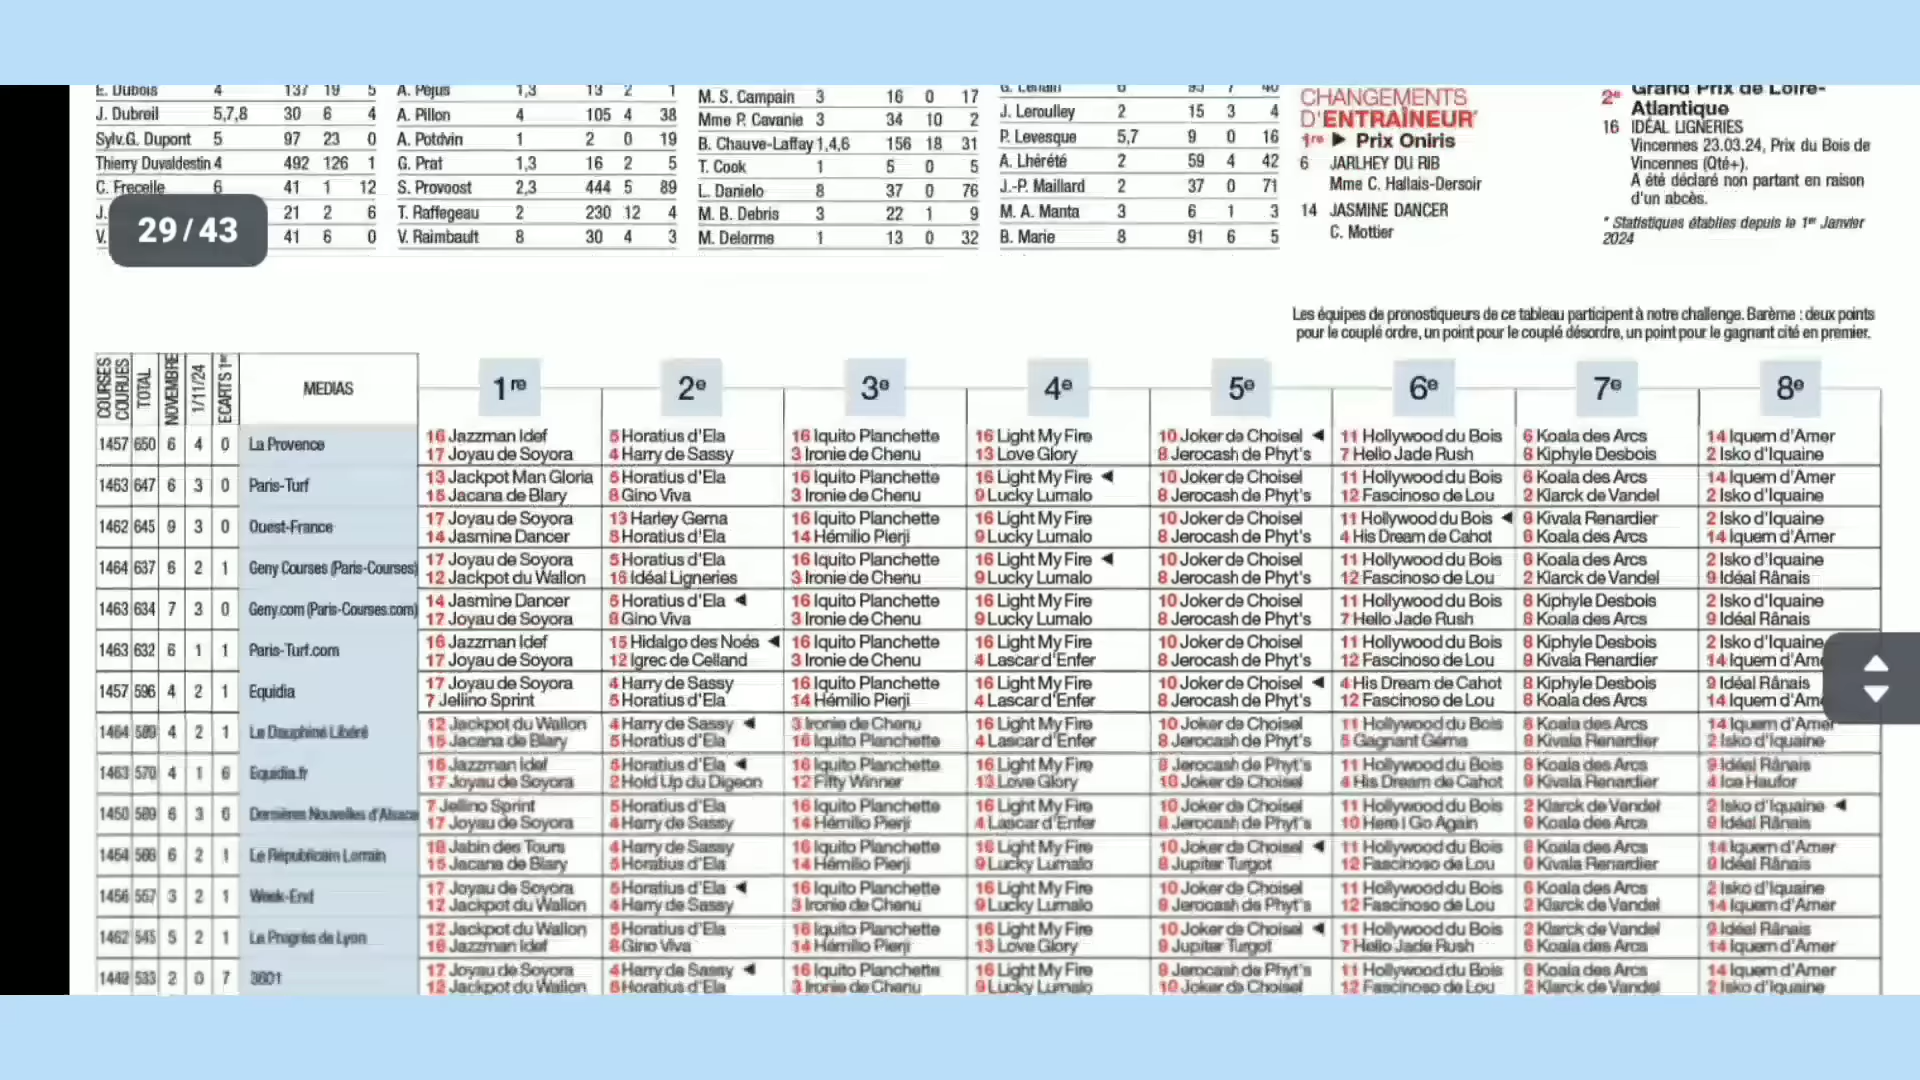 E. Dubois 4 137 19 5
J. Dubreil 5,7,8 30 6 4
Sylv.G. Dupont 5 97 23 0
Thierry Duvaldestin 4 492 126 1
C. Frecelle 6 41 1 12
J. 21 2 6
V. 41 6 0
29/43
A. Pejus 1,3 13 2 1
A. Pillon 4 105 4 38
A. Potdvin 1 2 0 19
G. Prat 1,3 16 2 5
S. Provoost 2,3 444 5 89
T. Raffegeau 2 230 12 4
V. Raimbault 8 30 4 3
M. S. Campain 3 16 0 17
Mme P. Cavanie 3 34 10 2
B. Chauve-Laffay 1,4,6 156 18 31
T. Cook 1 5 0 5
L. Danielo 8 37 0 76
M. B. Debris 3 22 1 9
M. Delorme 1 13 0 32
J. Leroulley 2 15 3 4
P. Levesque 5,7 9 0 16
A. Lhérété 2 59 4 42
J.-P. Maillard 2 37 0 71
M. A. Manta 3 6 1 3
B. Marie 8 91 6 5
CHANGEMENTS
D'ENTRAÎNEUR*
1re ▶ Prix Oniris
6 JARLHEY DU RIB
Mme C. Hallais-Dersoir
14 JASMINE DANCER
C. Mottier
2e Grand Prix de Loire-
Atlantique
16 IDÉAL LIGNERIES
Vincennes 23.03.24, Prix du Bois de
Vincennes (Qté+).
A été déclaré non partant en raison
d'un abcès.
* Statistiques établies depuis le 1er Janvier
2024
Les équipes de pronostiqueurs de ce tableau participent à notre challenge. Barème : deux points
pour le couplé ordre, un point pour le couplé désordre, un point pour le gagnant cité en premier.
COURSES COURUES TOTAL NOVEMBRE 1/11/24 ECARTS 1er MEDIAS 1re 2e 3e 4e 5e 6e 7e 8e
1457 650 6 4 0 La Provence
16 Jazzman Idef 5 Horatius d'Ela 16 Iquito Planchette 16 Light My Fire 10 Joker de Choisel ◀ 11 Hollywood du Bois 6 Koala des Arcs 14 Iquem d'Amer
17 Joyau de Soyora 4 Harry de Sassy 3 Ironie de Chenu 13 Love Glory 8 Jerocash de Phyt's 7 Hello Jade Rush 8 Kiphyle Desbois 2 Isko d'Iquaine
1463 647 6 3 0 Paris-Turf
13 Jackpot Man Gloria 5 Horatius d'Ela 16 Iquito Planchette 16 Light My Fire ◀ 10 Joker de Choisel 11 Hollywood du Bois 6 Koala des Arcs 14 Iquem d'Amer
15 Jacana de Blary 8 Gino Viva 3 Ironie de Chenu 9 Lucky Lumalo 8 Jerocash de Phyt's 12 Fascinoso de Lou 2 Klarck de Vandel 2 Isko d'Iquaine
1462 645 9 3 0 Ouest-France
17 Joyau de Soyora 13 Harley Gema 16 Iquito Planchette 16 Light My Fire 10 Joker de Choisel 11 Hollywood du Bois ◀ 9 Kivala Renardier 2 Isko d'Iquaine
14 Jasmine Dancer 5 Horatius d'Ela 14 Hémilio Pierji 9 Lucky Lumalo 8 Jerocash de Phyt's 4 His Dream de Cahot 6 Koala des Arcs 14 Iquem d'Amer
1464 637 6 2 1 Geny Courses (Paris-Courses)
17 Joyau de Soyora 5 Horatius d'Ela 16 Iquito Planchette 16 Light My Fire ◀ 10 Joker de Choisel 11 Hollywood du Bois 6 Koala des Arcs 2 Isko d'Iquaine
12 Jackpot du Wallon 16 Idéal Ligneries 3 Ironie de Chenu 9 Lucky Lumalo 8 Jerocash de Phyt's 12 Fascinoso de Lou 2 Klarck de Vandel 9 Idéal Rânais
1463 634 7 3 0 Geny.com (Paris-Courses.com)
14 Jasmine Dancer 5 Horatius d'Ela ◀ 16 Iquito Planchette 16 Light My Fire 10 Joker de Choisel 11 Hollywood du Bois 8 Kiphyle Desbois 2 Isko d'Iquaine
17 Joyau de Soyora 8 Gino Viva 3 Ironie de Chenu 9 Lucky Lumalo 8 Jerocash de Phyt's 7 Hello Jade Rush 6 Koala des Arcs 9 Idéal Rânais
1463 632 6 1 1 Paris-Turf.com
16 Jazzman Idef 15 Hidalgo des Noés ◀ 16 Iquito Planchette 16 Light My Fire 10 Joker de Choisel 11 Hollywood du Bois 8 Kiphyle Desbois 2 Isko d'Iquaine
17 Joyau de Soyora 12 Igrec de Celland 3 Ironie de Chenu 4 Lascar d'Enfer 8 Jerocash de Phyt's 12 Fascinoso de Lou 9 Kivala Renardier 14 Iquem d'Ame
1457 596 4 2 1 Equidia
17 Joyau de Soyora 4 Harry de Sassy 16 Iquito Planchette 16 Light My Fire 10 Joker de Choisel ◀ 4 His Dream de Cahot 8 Kiphyle Desbois 9 Idéal Rânais
7 Jellino Sprint 5 Horatius d'Ela 14 Hémilio Pierji 4 Lascar d'Enfer 8 Jerocash de Phyt's 12 Fascinoso de Lou 6 Koala des Arcs 14 Iquem d'Am
1464 589 4 2 1 Le Dauphiné Libéré
12 Jackpot du Wallon 4 Harry de Sassy ◀ 3 Ironie de Chenu 16 Light My Fire 10 Joker de Choisel 11 Hollywood du Bois 6 Koala des Arcs 14 Iquem d'Amer
15 Jacana de Blary 5 Horatius d'Ela 16 Iquito Planchette 4 Lascar d'Enfer 8 Jerocash de Phyt's 5 Gagnant Géma 9 Kivala Renardier 2 Isko d'Iquaine
1463 570 4 1 6 Equidia.fr
16 Jazzman Idef 5 Horatius d'Ela ◀ 16 Iquito Planchette 16 Light My Fire 8 Jerocash de Phyt's 11 Hollywood du Bois 6 Koala des Arcs 9 Idéal Rânais
17 Joyau de Soyora 2 Hold Up du Digeon 12 Fifty Winner 13 Love Glory 10 Joker de Choisel 4 His Dream de Cahot 9 Kivala Renardier 4 Ice Haufor
1450 569 6 3 6 Dernières Nouvelles d'Alsace
7 Jellino Sprint 5 Horatius d'Ela 16 Iquito Planchette 16 Light My Fire 10 Joker de Choisel 11 Hollywood du Bois 2 Klarck de Vandel 2 Isko d'Iquaine ◀
17 Joyau de Soyora 4 Harry de Sassy 14 Hémilio Pierji 4 Lascar d'Enfer 8 Jerocash de Phyt's 10 Here I Go Again 6 Koala des Arcs 9 Idéal Rânais
1454 566 6 2 1 Le Républicain Lorrain
18 Jabin des Tours 4 Harry de Sassy 16 Iquito Planchette 16 Light My Fire 10 Joker de Choisel ◀ 11 Hollywood du Bois 6 Koala des Arcs 14 Iquem d'Amer
15 Jacana de Blary 5 Horatius d'Ela 14 Hémilio Pierji 9 Lucky Lumalo 9 Jupiter Turgot 12 Fascinoso de Lou 9 Kivala Renardier 9 Idéal Rânais
1456 557 3 2 1 Week-End
17 Joyau de Soyora 5 Horatius d'Ela ◀ 16 Iquito Planchette 16 Light My Fire 10 Joker de Choisel 11 Hollywood du Bois 6 Koala des Arcs 2 Isko d'Iquaine
12 Jackpot du Wallon 4 Harry de Sassy 3 Ironie de Chenu 9 Lucky Lumalo 8 Jerocash de Phyt's 12 Fascinoso de Lou 2 Klarck de Vandel 14 Iquem d'Amer
1462 545 5 2 1 Le Progrès de Lyon
12 Jackpot du Wallon 5 Horatius d'Ela 16 Iquito Planchette 16 Light My Fire 10 Joker de Choisel ◀ 11 Hollywood du Bois 2 Klarck de Vandel 9 Idéal Rânais
16 Jazzman Idef 8 Gino Viva 14 Hémilio Pierji 13 Love Glory 9 Jupiter Turgot 7 Hello Jade Rush 6 Koala des Arcs 14 Iquem d'Amer
1449 533 2 0 7 3601
17 Joyau de Soyora 4 Harry de Sassy ◀ 16 Iquito Planchette 16 Light My Fire 8 Jerocash de Phyt's 11 Hollywood du Bois 6 Koala des Arcs 14 Iquem d'Amer
12 Jackpot du Wallon 5 Horatius d'Ela 3 Ironie de Chenu 9 Lucky Lumalo 10 Joker de Choisel 12 Fascinoso de Lou 2 Klarck de Vandel 2 Isko d'Iquaine